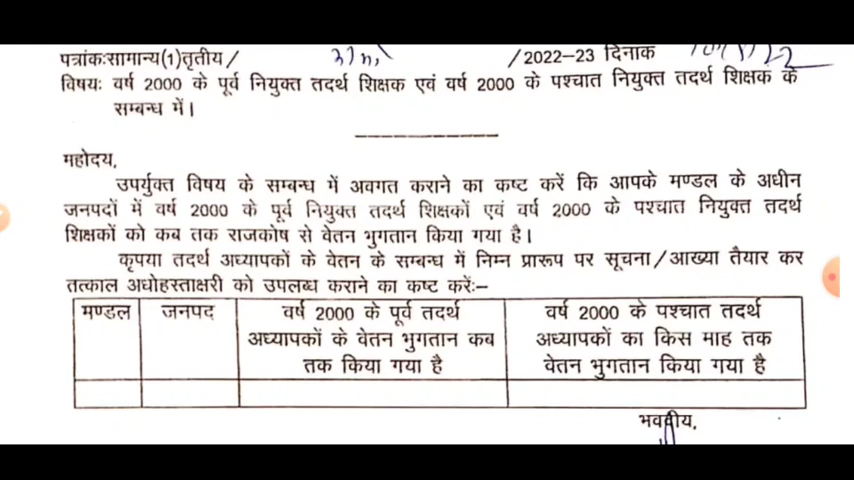 पत्रांकःसामान्य(1)तृतीय/ /2022-23 दिनाक
विषयः वर्ष 2000 के पूर्व नियुक्त तदर्थ शिक्षक एवं वर्ष 2000 के पश्चात नियुक्त तदर्थ शिक्षक के
सम्बन्ध में।
महोदय,
उपर्युक्त विषय के सम्बन्ध में अवगत कराने का कष्ट करें कि आपके मण्डल के अधीन
जनपदों में वर्ष 2000 के पूर्व नियुक्त तदर्थ शिक्षकों एवं वर्ष 2000 के पश्चात नियुक्त तदर्थ
शिक्षकों को कब तक राजकोष से वेतन भुगतान किया गया है।
कृपया तदर्थ अध्यापकों के वेतन के सम्बन्ध में निम्न प्रारूप पर सूचना/आख्या तैयार कर
तत्काल अधोहस्ताक्षरी को उपलब्ध कराने का कष्ट करेंः-
मण्डल
जनपद
वर्ष 2000 के पूर्व तदर्थ
अध्यापकों के वेतन भुगतान कब
तक किया गया है
वर्ष 2000 के पश्चात तदर्थ
अध्यापकों का किस माह तक
वेतन भुगतान किया गया है
भवदीय,